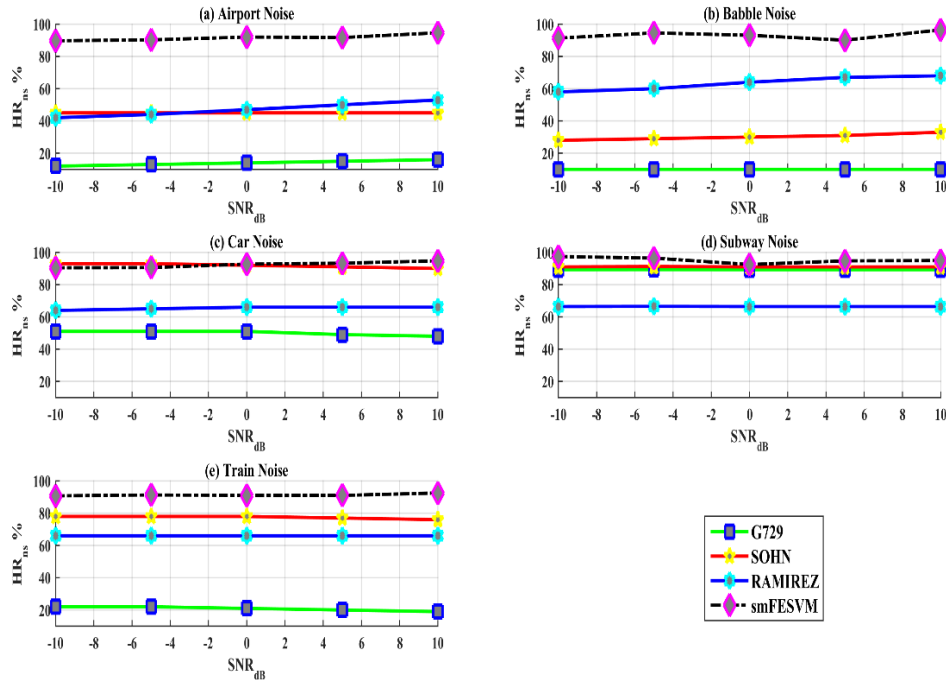 (a) Airport Noise
100
80
60
40
20
HRns %
-10 -8 -6 -4 -2 0 2 4 6 8 10
SNRdB
(b) Babble Noise
100
80
60
40
20
HRns %
-10 -8 -6 -4 -2 0 2 4 6 8 10
SNRdB
(c) Car Noise
100
80
60
40
20
HRns %
-10 -8 -6 -4 -2 0 2 4 6 8 10
SNRdB
(d) Subway Noise
100
80
60
40
20
HRns %
-10 -8 -6 -4 -2 0 2 4 6 8 10
SNRdB
(e) Train Noise
100
80
60
40
20
HRns %
-10 -8 -6 -4 -2 0 2 4 6 8 10
SNRdB
G729
SOHN
RAMIREZ
smFESVM